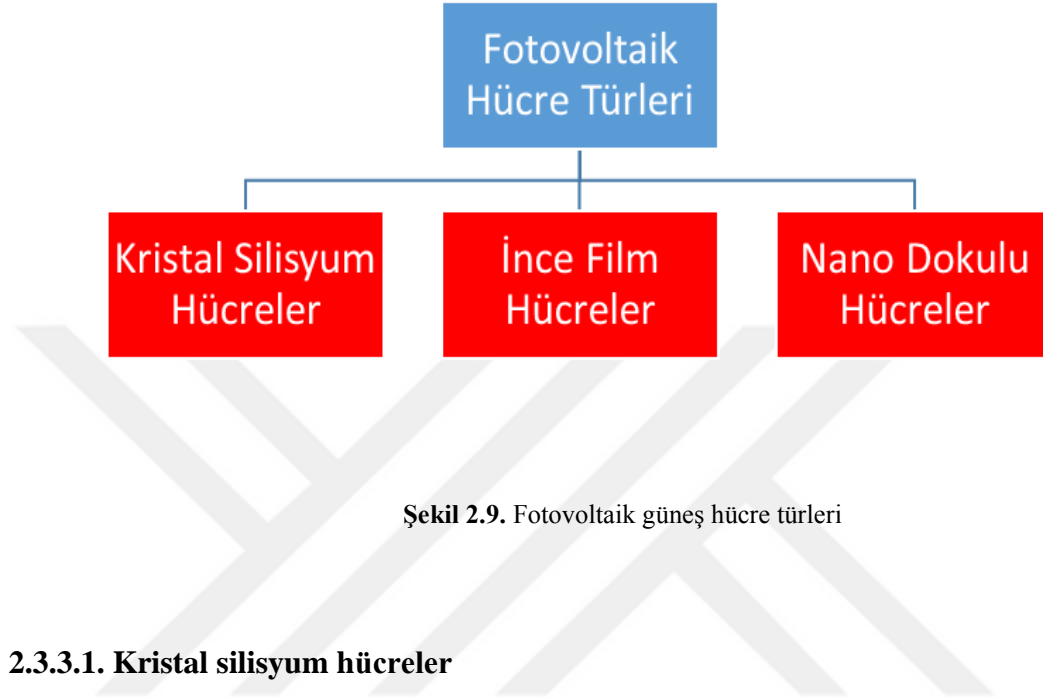 Fotovoltaik
Hücre Türleri
Kristal Silisyum
Hücreler
İnce Film
Hücreler
Nano Dokulu
Hücreler
Şekil 2.9. Fotovoltaik güneş hücre türleri
2.3.3.1. Kristal silisyum hücreler